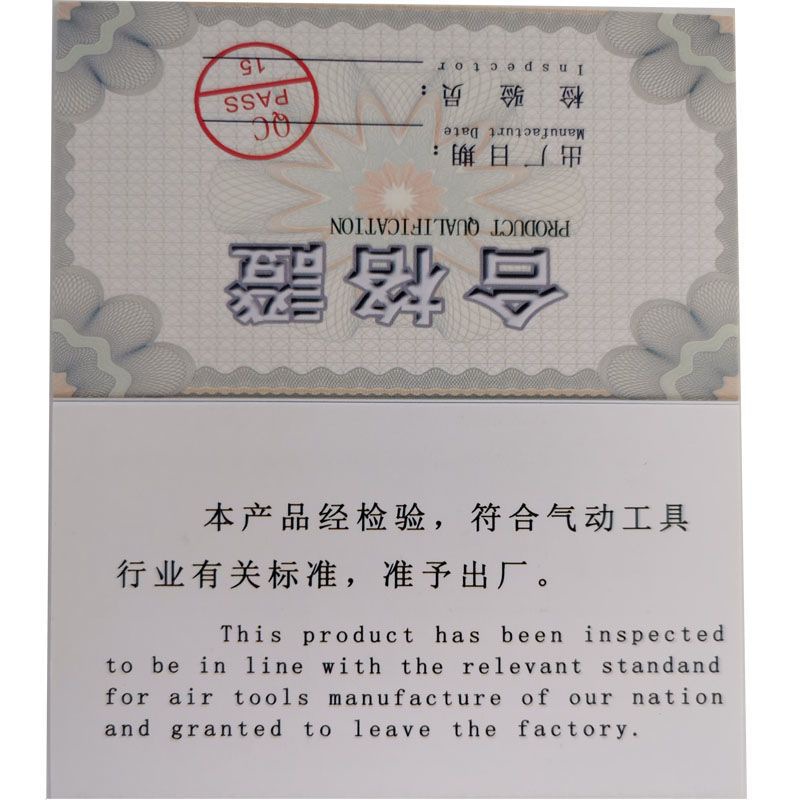 合格證
PRODUCT QUALIFICATION
出厂日期：
Manufacturt Date
检验员：
Inspector
QC
PASS
15
本产品经检验，符合气动工具
行业有关标准，准予出厂。
This product has been inspected
to be in line with the relevant standand
for air tools manufacture of our nation
and granted to leave the factory.